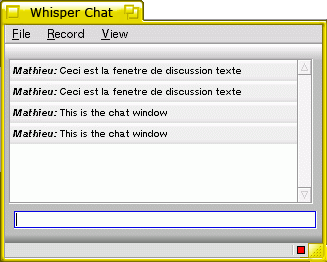 Whisper Chat
File Record View
Mathieu: Ceci est la fenetre de discussion texte
Mathieu: Ceci est la fenetre de discussion texte
Mathieu: This is the chat window
Mathieu: This is the chat window